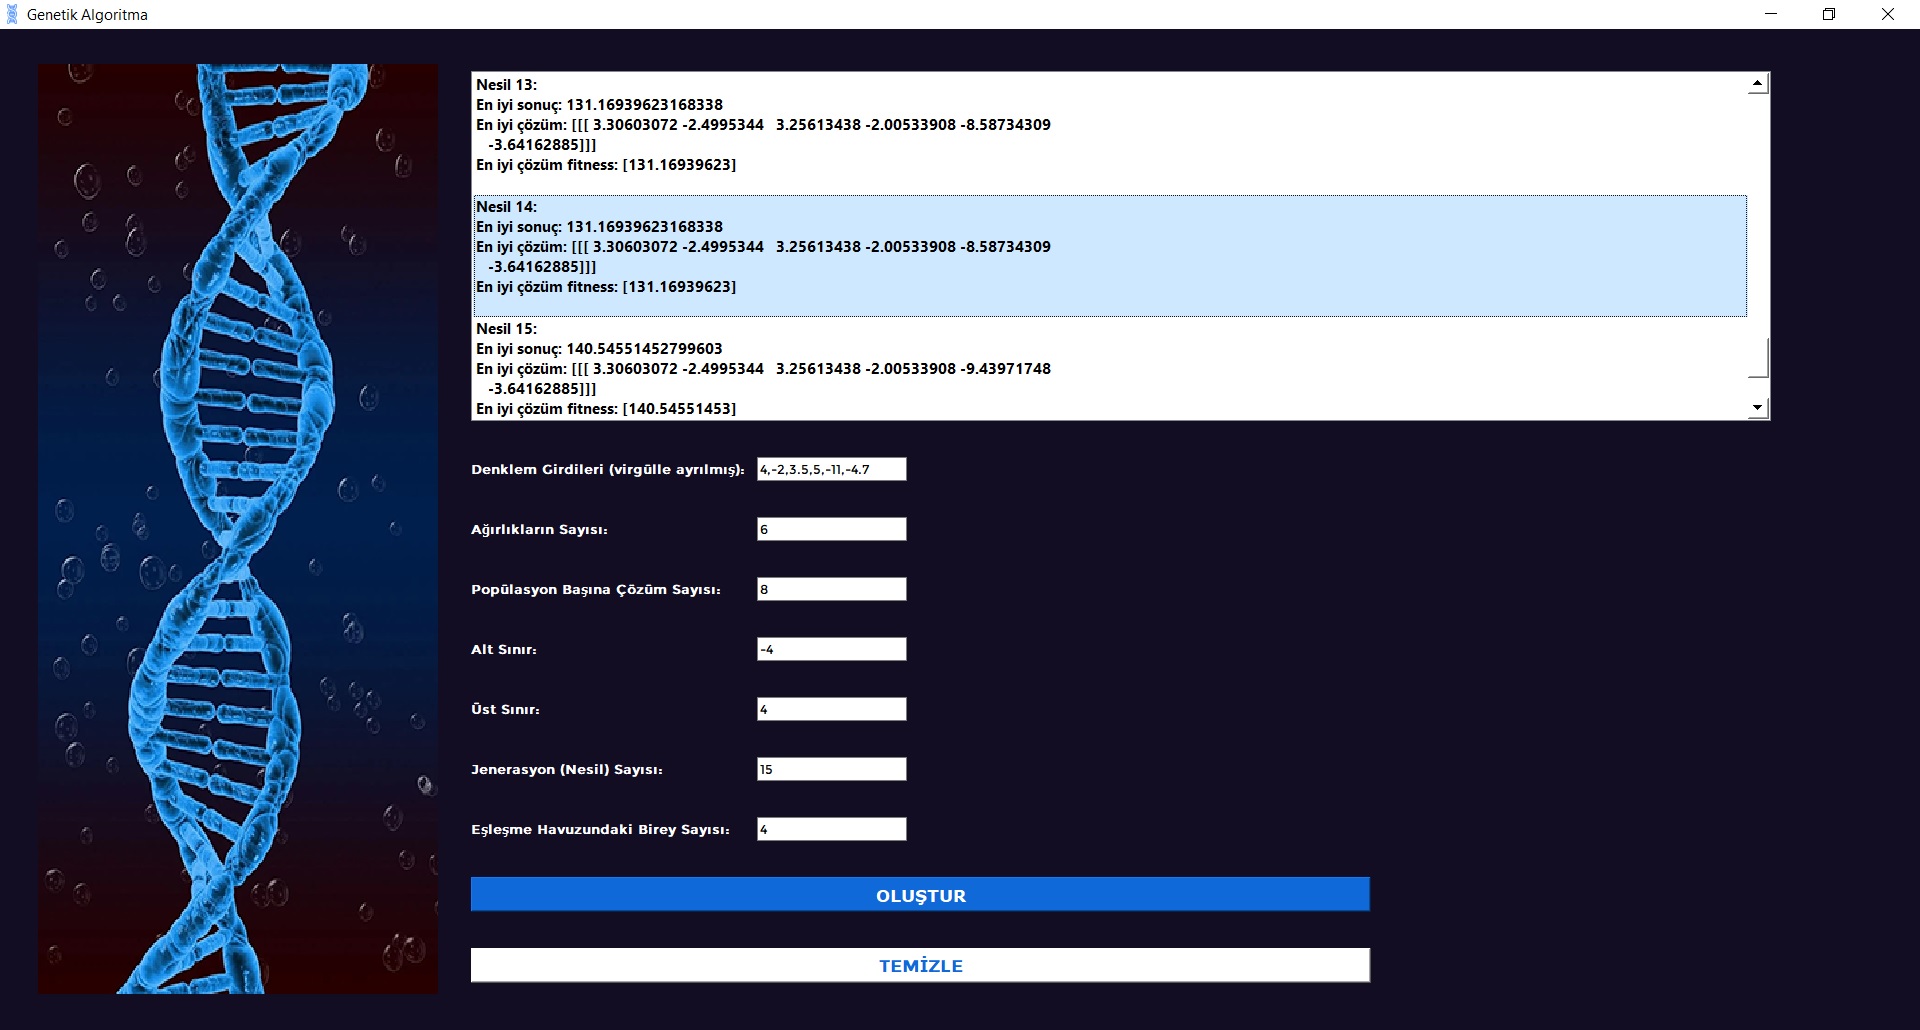 Genetik Algoritma
Nesil 13:
En iyi sonuç: 131.16939623168338
En iyi çözüm: [[[ 3.30603072 -2.4995344   3.25613438 -2.00533908 -8.58734309
-3.64162885]]]
En iyi çözüm fitness: [131.16939623]
Nesil 14:
En iyi sonuç: 131.16939623168338
En iyi çözüm: [[[ 3.30603072 -2.4995344   3.25613438 -2.00533908 -8.58734309
-3.64162885]]]
En iyi çözüm fitness: [131.16939623]
Nesil 15:
En iyi sonuç: 140.54551452799603
En iyi çözüm: [[[ 3.30603072 -2.4995344   3.25613438 -2.00533908 -9.43971748
-3.64162885]]]
En iyi çözüm fitness: [140.54551453]
Denklem Girdileri (virgülle ayrılmış): 4,-2,3.5,5,-11,-4.7
Ağırlıkların Sayısı: 6
Popülasyon Başına Çözüm Sayısı: 8
Alt Sınır: -4
Üst Sınır: 4
Jenerasyon (Nesil) Sayısı: 15
Eşleşme Havuzundaki Birey Sayısı: 4
OLUŞTUR
TEMİZLE